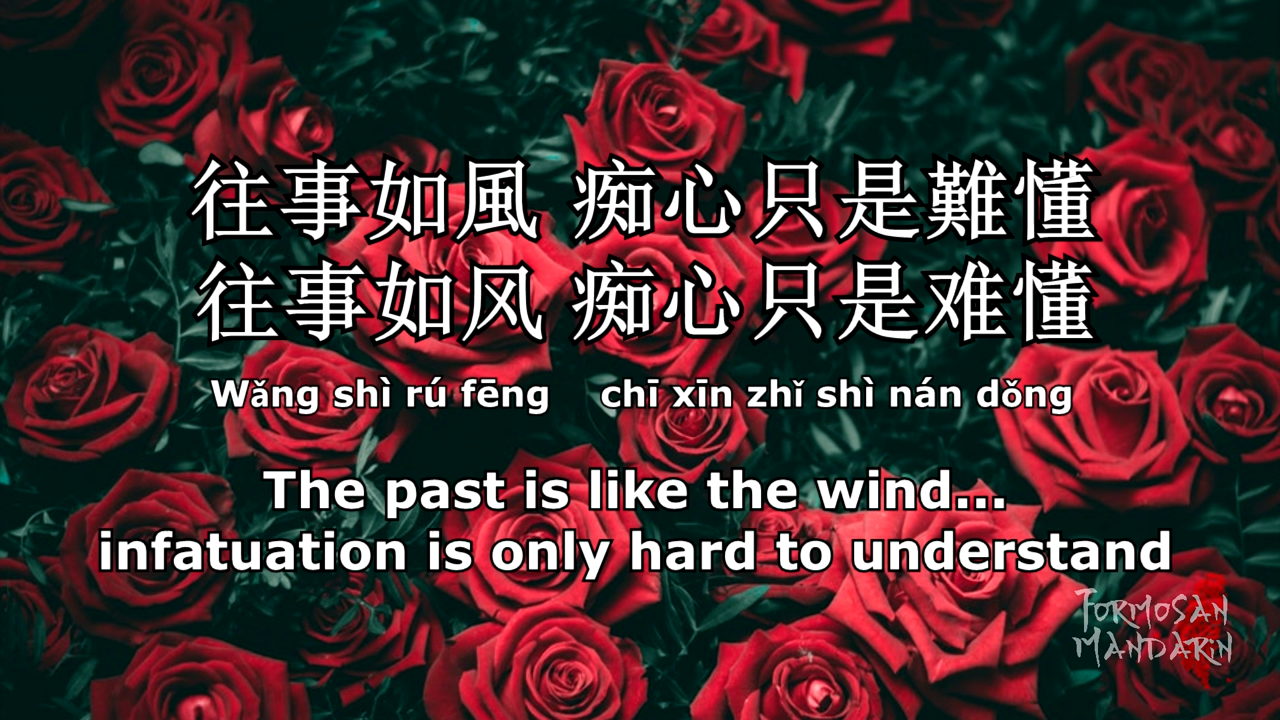 往事如風 痴心只是難懂
往事如风 痴心只是难懂
Wǎng shì rú fēng chī xīn zhǐ shì nán dǒng
The past is like the wind...
infatuation is only hard to understand
FORMOSAN
MANDARIN